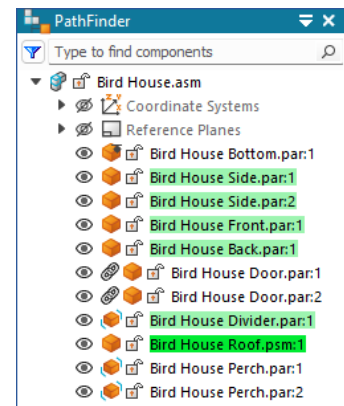 PathFinder
Type to find components
Bird House.asm
Coordinate Systems
Reference Planes
Bird House Bottom.par:1
Bird House Side.par:1
Bird House Side.par:2
Bird House Front.par:1
Bird House Back.par:1
Bird House Door.par:1
Bird House Door.par:2
Bird House Divider.par:1
Bird House Roof.psm:1
Bird House Perch.par:1
Bird House Perch.par:2